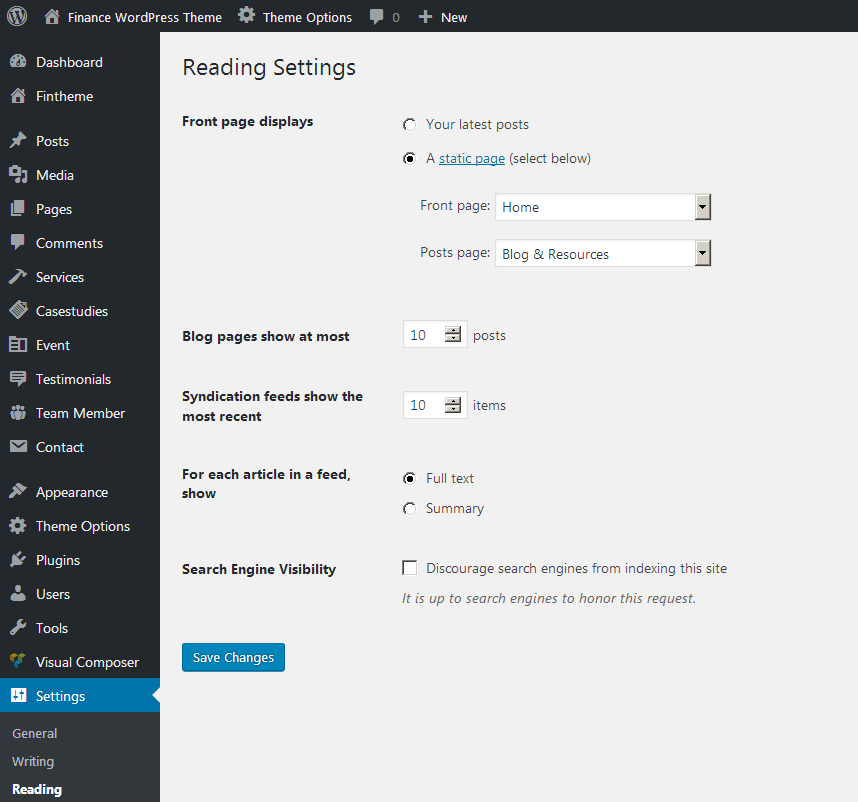 Finance WordPress Theme Theme Options 0 New
Dashboard
Fintheme
Posts
Media
Pages
Comments
Services
Casestudies
Event
Testimonials
Team Member
Contact
Appearance
Theme Options
Plugins
Users
Tools
Visual Composer
Settings
General
Writing
Reading
Reading Settings
Front page displays
Your latest posts
A static page (select below)
Front page: Home
Posts page: Blog & Resources
Blog pages show at most 10 posts
Syndication feeds show the
most recent
10 items
For each article in a feed,
show
Full text
Summary
Search Engine Visibility
Discourage search engines from indexing this site
It is up to search engines to honor this request.
Save Changes